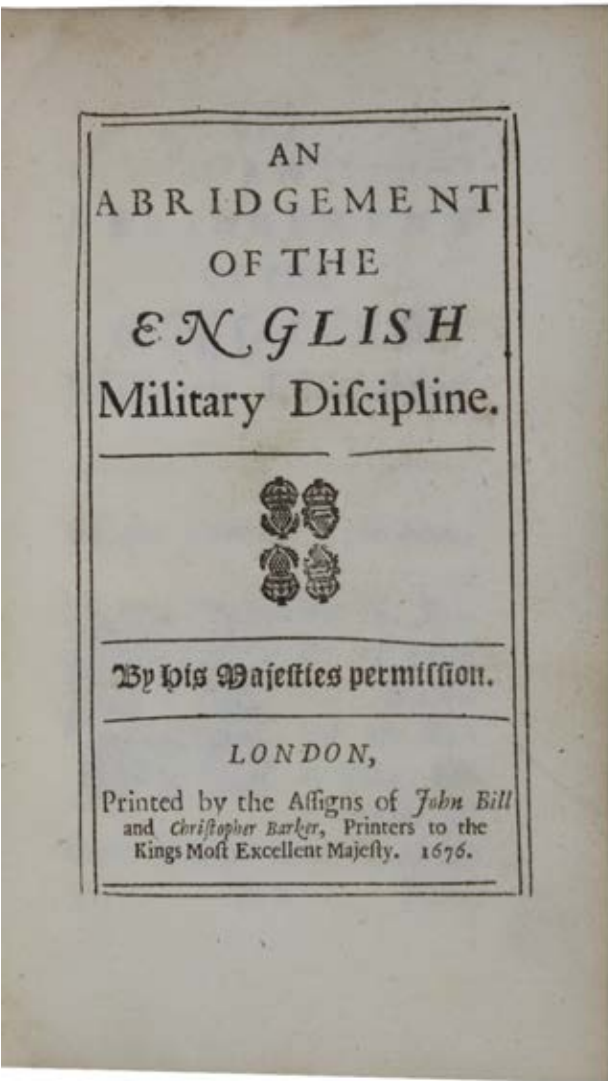 AN
ABRIDGEMENT
OF THE
ENGLISH
Military Diſcipline.
By his Majeſties permiſſion.
LONDON,
Printed by the Aſſigns of John Bill
and Chriſtopher Barker, Printers to the
Kings Moſt Excellent Majeſty. 1676.